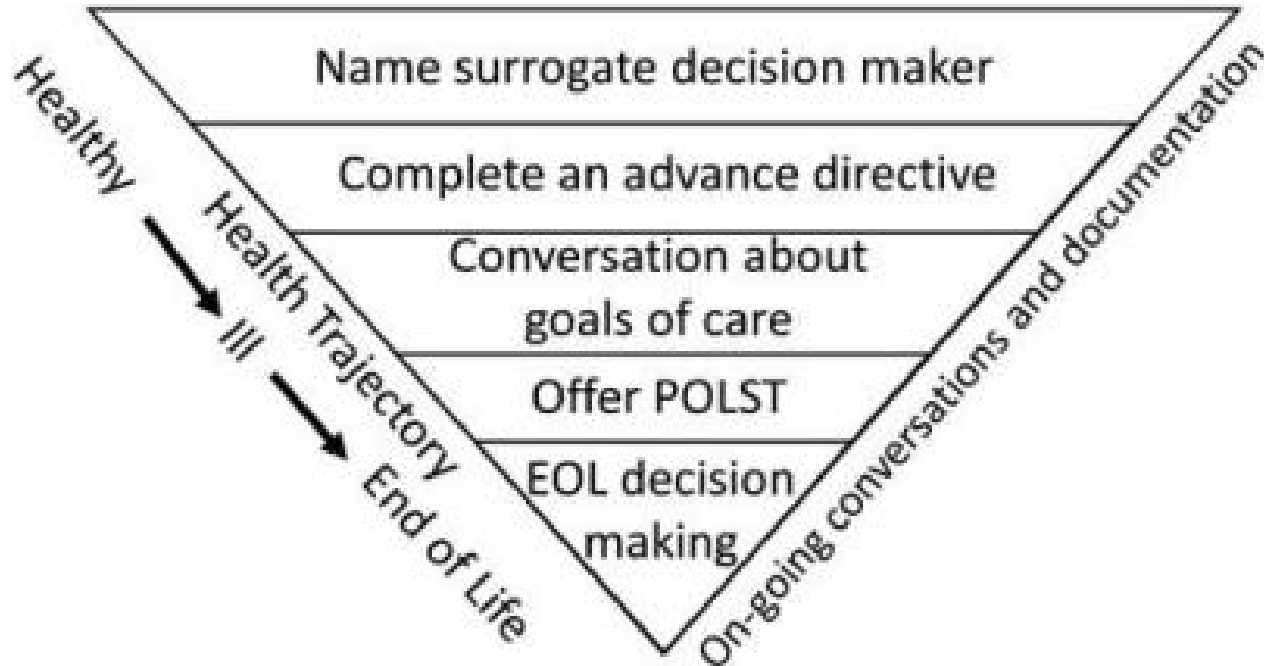 Name surrogate decision maker
Complete an advance directive
Conversation about
goals of care
Offer POLST
EOL decision
making
Healthy
Ill
End of Life
Health Trajectory
On-going conversations and documentation